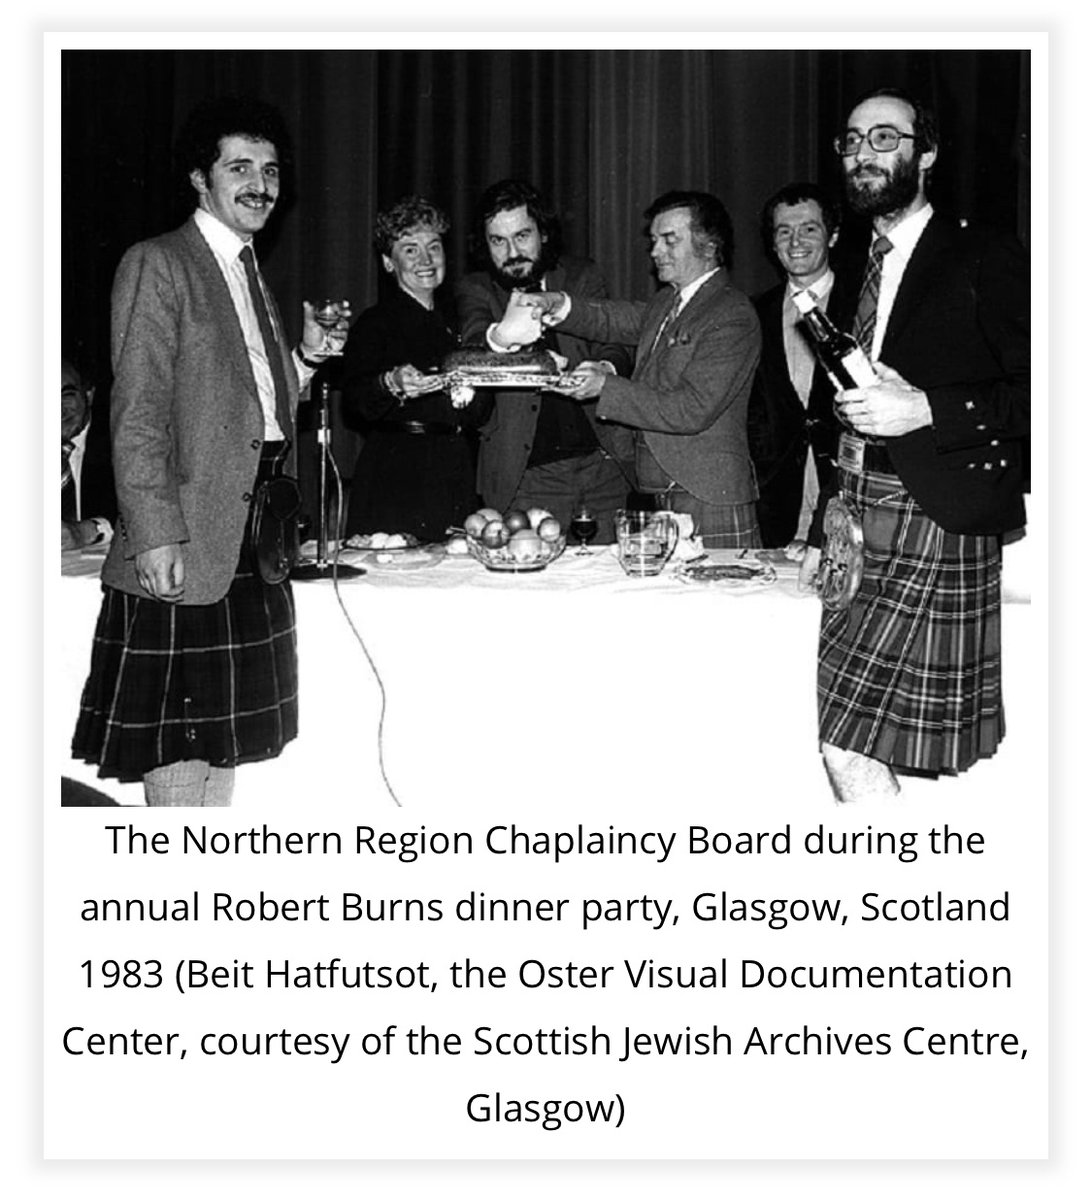 The Northern Region Chaplaincy Board during the
annual Robert Burns dinner party, Glasgow, Scotland
1983 (Beit Hatfutsot, the Oster Visual Documentation
Center, courtesy of the Scottish Jewish Archives Centre,
Glasgow)